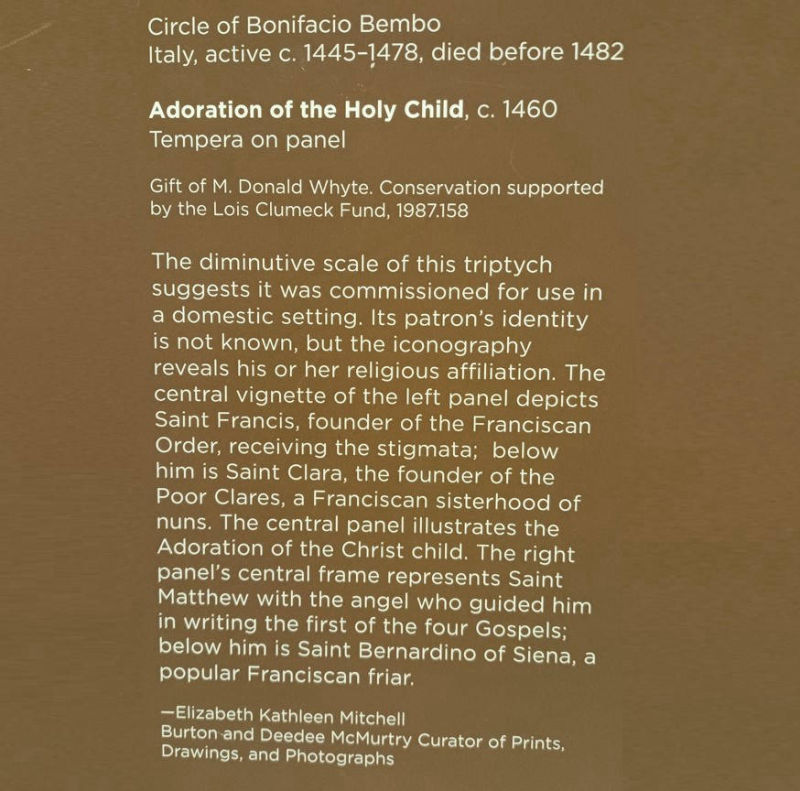 Circle of Bonifacio Bembo
Italy, active c. 1445–1478, died before 1482
Adoration of the Holy Child, c. 1460
Tempera on panel
Gift of M. Donald Whyte. Conservation supported
by the Lois Clumeck Fund, 1987.158
The diminutive scale of this triptych
suggests it was commissioned for use in
a domestic setting. Its patron's identity
is not known, but the iconography
reveals his or her religious affiliation. The
central vignette of the left panel depicts
Saint Francis, founder of the Franciscan
Order, receiving the stigmata;  below
him is Saint Clara, the founder of the
Poor Clares, a Franciscan sisterhood of
nuns. The central panel illustrates the
Adoration of the Christ child. The right
panel's central frame represents Saint
Matthew with the angel who guided him
in writing the first of the four Gospels;
below him is Saint Bernardino of Siena, a
popular Franciscan friar.
—Elizabeth Kathleen Mitchell
Burton and Deedee McMurtry Curator of Prints,
Drawings, and Photographs